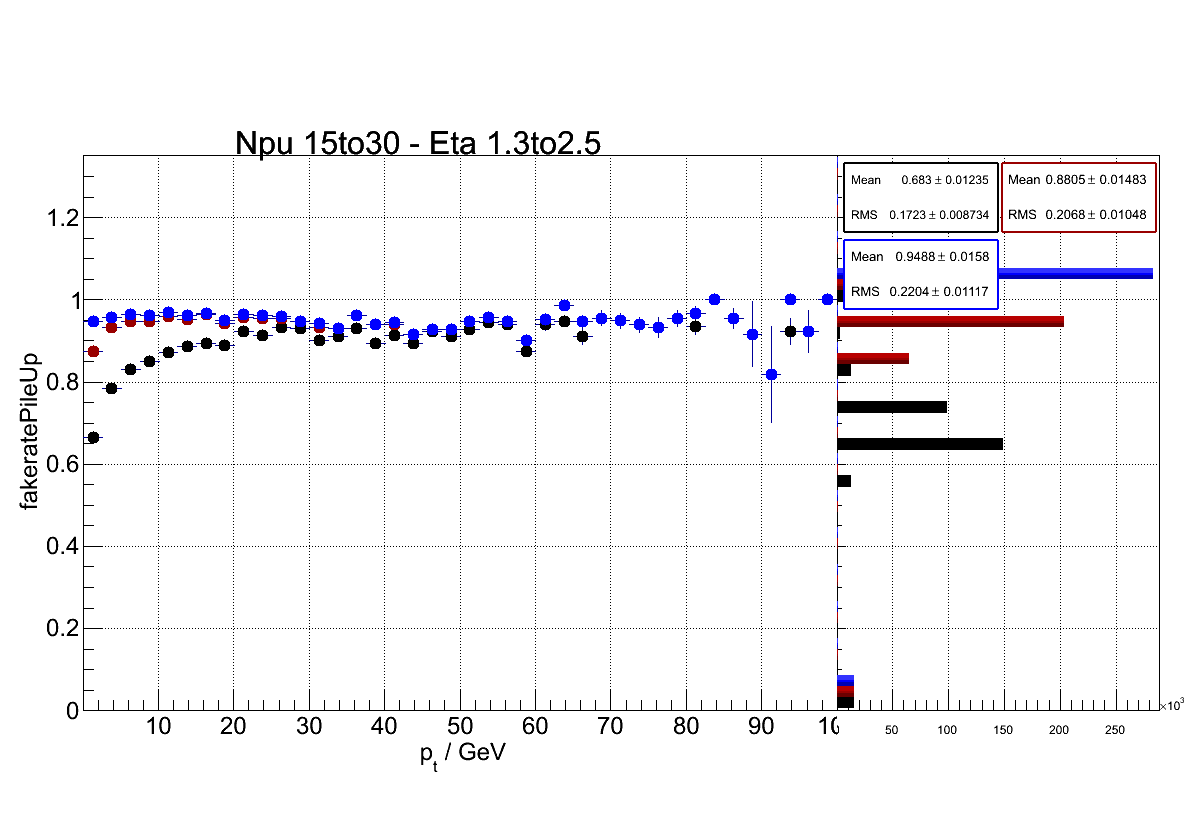 Npu 15to30 - Eta 1.3to2.5
Mean 0.683 ± 0.01235
RMS 0.1723 ± 0.008734
Mean 0.8805 ± 0.01483
RMS 0.2068 ± 0.01048
Mean 0.9488 ± 0.0158
RMS 0.2204 ± 0.01117
fakeratePileUp
1.2
1
0.8
0.6
0.4
0.2
0
10 20 30 40 50 60 70 80 90 10
p_t / GeV
50 100 150 200 250
×10³